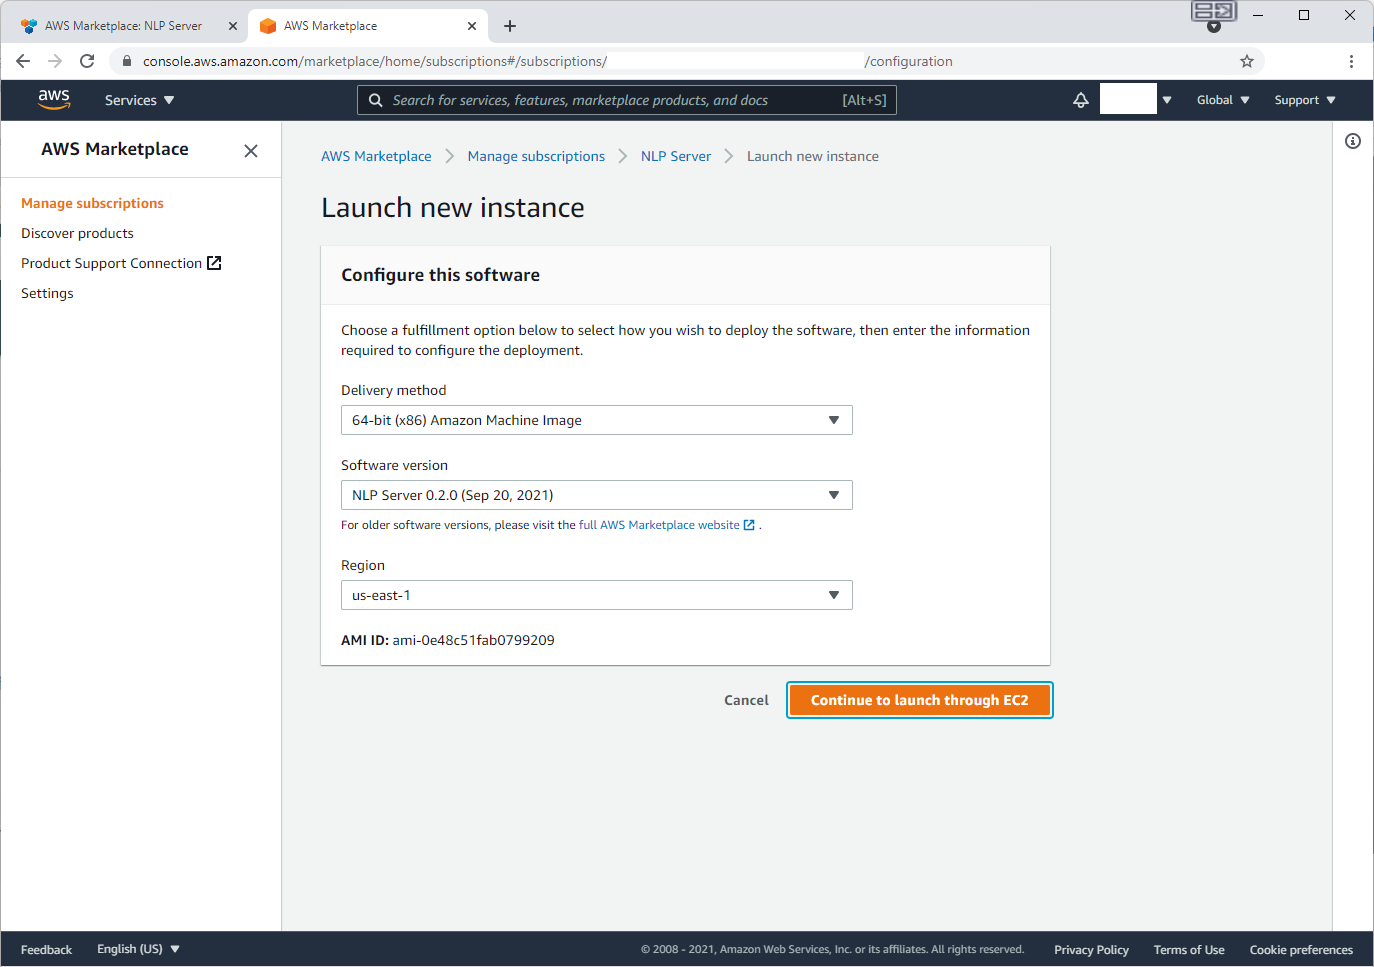 AWS Marketplace: NLP Server
AWS Marketplace
console.aws.amazon.com/marketplace/home/subscriptions#/subscriptions/ /configuration
aws Services Search for services, features, marketplace products, and docs [Alt+S] Global Support
AWS Marketplace
Manage subscriptions
Discover products
Product Support Connection
Settings
AWS Marketplace Manage subscriptions NLP Server Launch new instance
Launch new instance
Configure this software
Choose a fulfillment option below to select how you wish to deploy the software, then enter the information
required to configure the deployment.
Delivery method
64-bit (x86) Amazon Machine Image
Software version
NLP Server 0.2.0 (Sep 20, 2021)
For older software versions, please visit the full AWS Marketplace website .
Region
us-east-1
AMI ID: ami-0e48c51fab0799209
Cancel Continue to launch through EC2
Feedback English (US) © 2008 - 2021, Amazon Web Services, Inc. or its affiliates. All rights reserved. Privacy Policy Terms of Use Cookie preferences